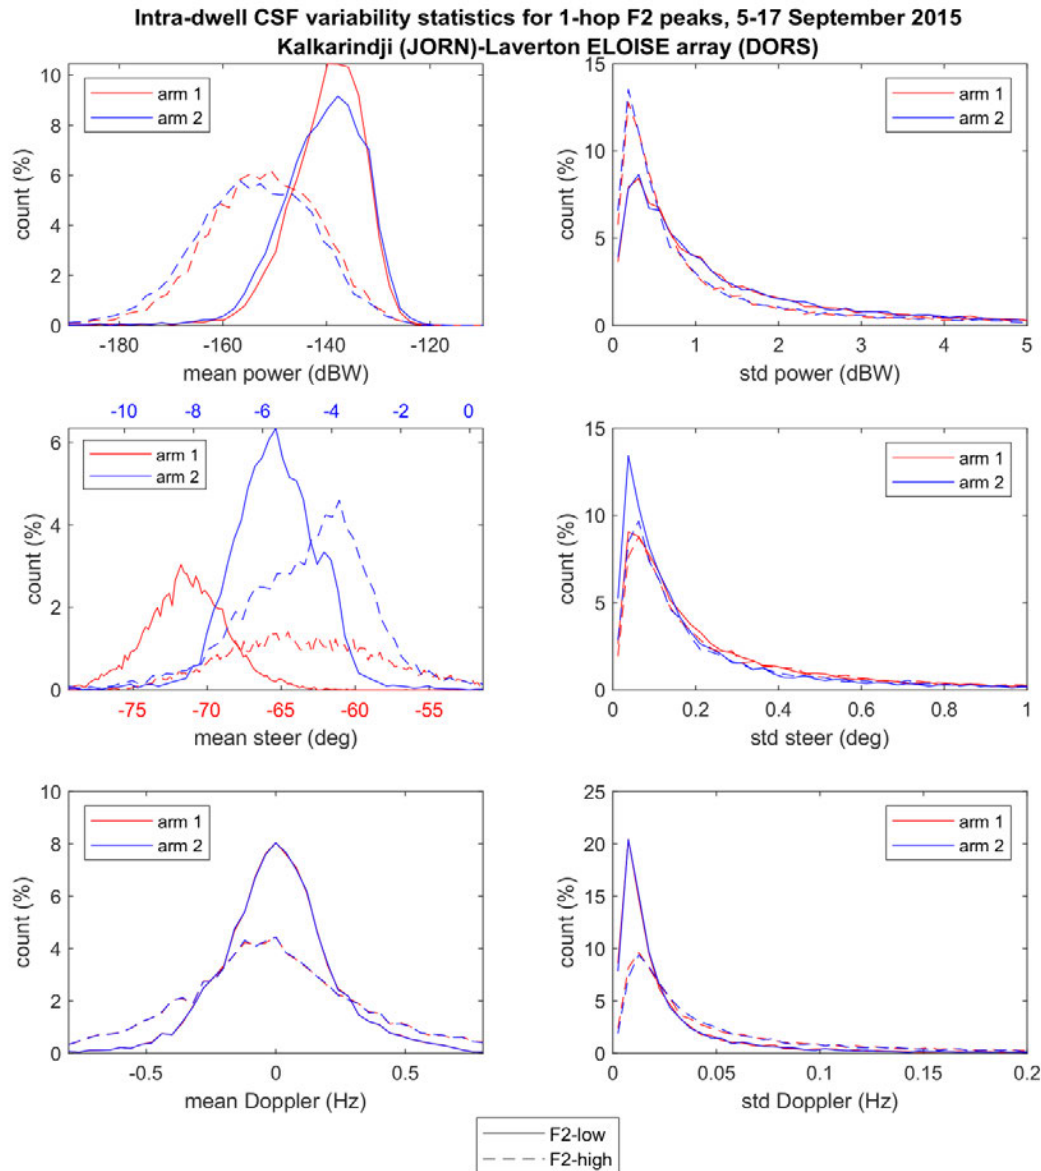 Intra-dwell CSF variability statistics for 1-hop F2 peaks, 5-17 September 2015
Kalkarindji (JORN)-Laverton ELOISE array (DORS)
10
8
6
4
2
0
count (%)
-180 -160 -140 -120
mean power (dBW)
arm 1
arm 2
15
10
5
0
count (%)
0 1 2 3 4 5
std power (dBW)
arm 1
arm 2
-10 -8 -6 -4 -2 0
6
4
2
0
count (%)
-75 -70 -65 -60 -55
mean steer (deg)
arm 1
arm 2
15
10
5
0
count (%)
0 0.2 0.4 0.6 0.8 1
std steer (deg)
arm 1
arm 2
10
8
6
4
2
0
count (%)
-0.5 0 0.5
mean Doppler (Hz)
arm 1
arm 2
25
20
15
10
5
0
count (%)
0 0.05 0.1 0.15 0.2
std Doppler (Hz)
arm 1
arm 2
F2-low
F2-high